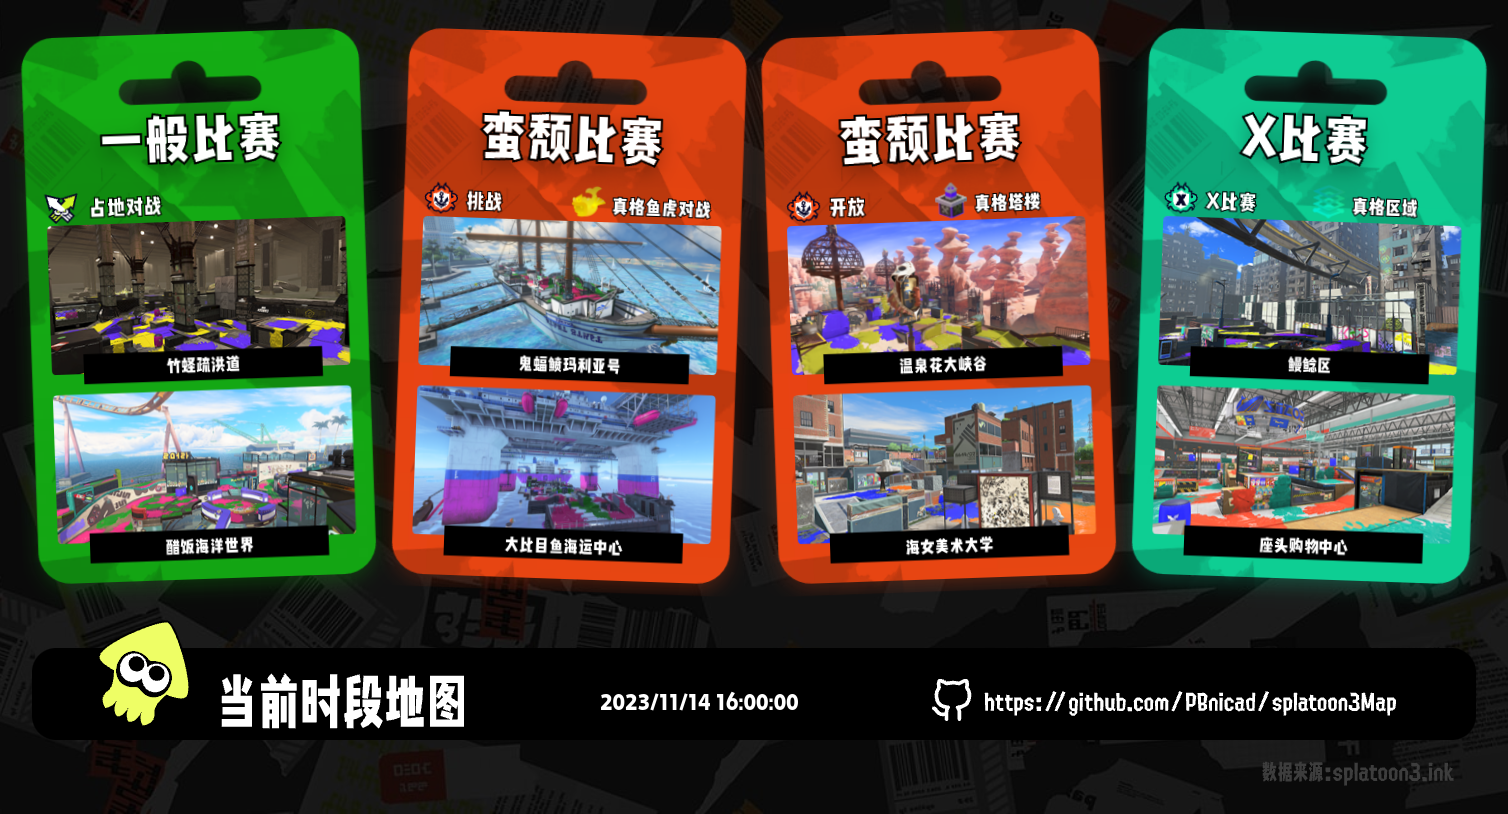 一般比赛
占地对战
竹蛏疏洪道
醋饭海洋世界
蛮颓比赛
挑战
真格鱼虎对战
鬼蝠鲼玛利亚号
大比目鱼海运中心
蛮颓比赛
开放
真格塔楼
温泉花大峡谷
海女美术大学
X比赛
X比赛
真格区域
鳗鲶区
座头购物中心
当前时段地图
2023/11/14 16:00:00
https://github.com/PBnicad/splatoon3Map
数据来源:splatoon3.ink